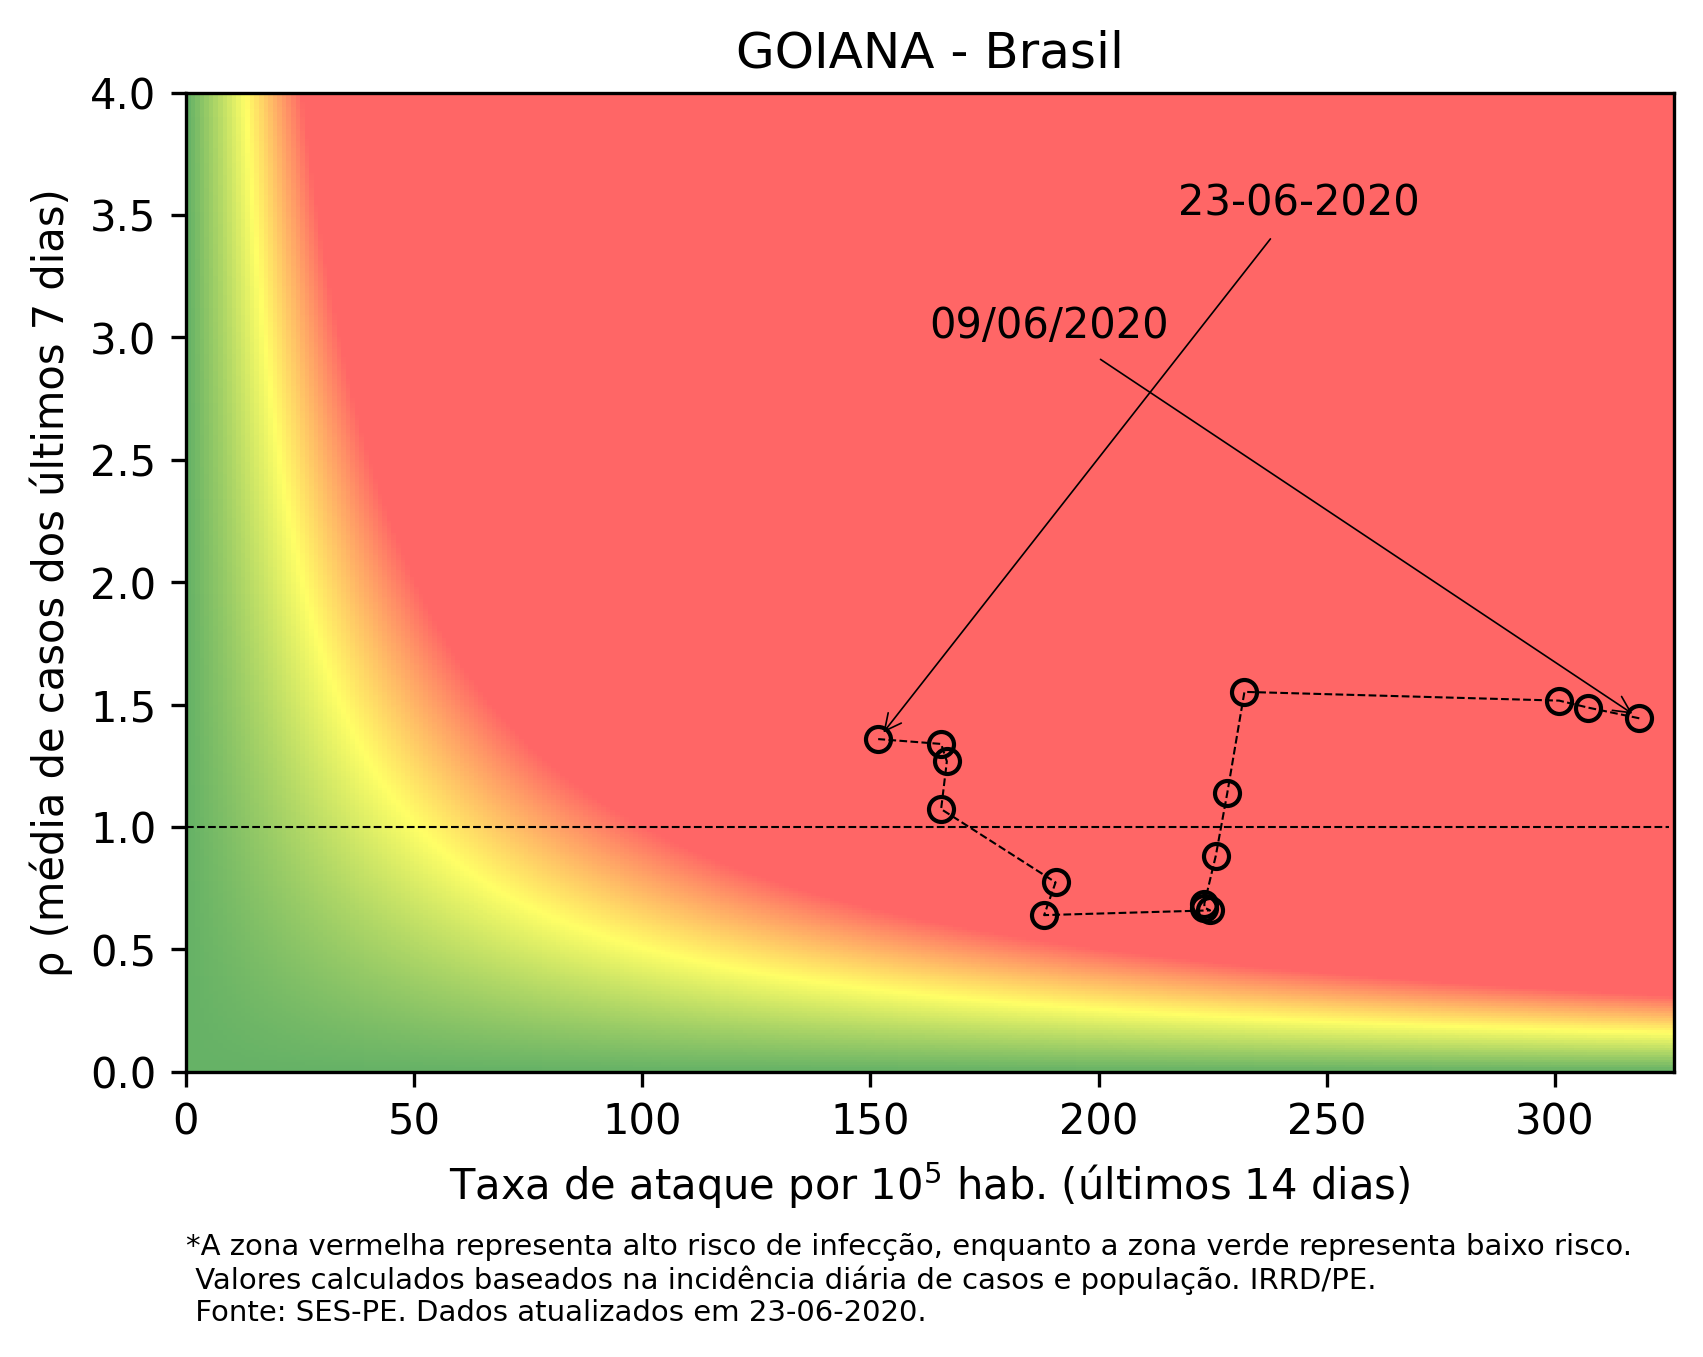 GOIANA - Brasil
4.0
3.5
3.0
2.5
2.0
1.5
1.0
0.5
0.0
ρ (média de casos dos últimos 7 dias)
23-06-2020
09/06/2020
0 50 100 150 200 250 300
Taxa de ataque por 10⁵ hab. (últimos 14 dias)
*A zona vermelha representa alto risco de infecção, enquanto a zona verde representa baixo risco.
Valores calculados baseados na incidência diária de casos e população. IRRD/PE.
Fonte: SES-PE. Dados atualizados em 23-06-2020.